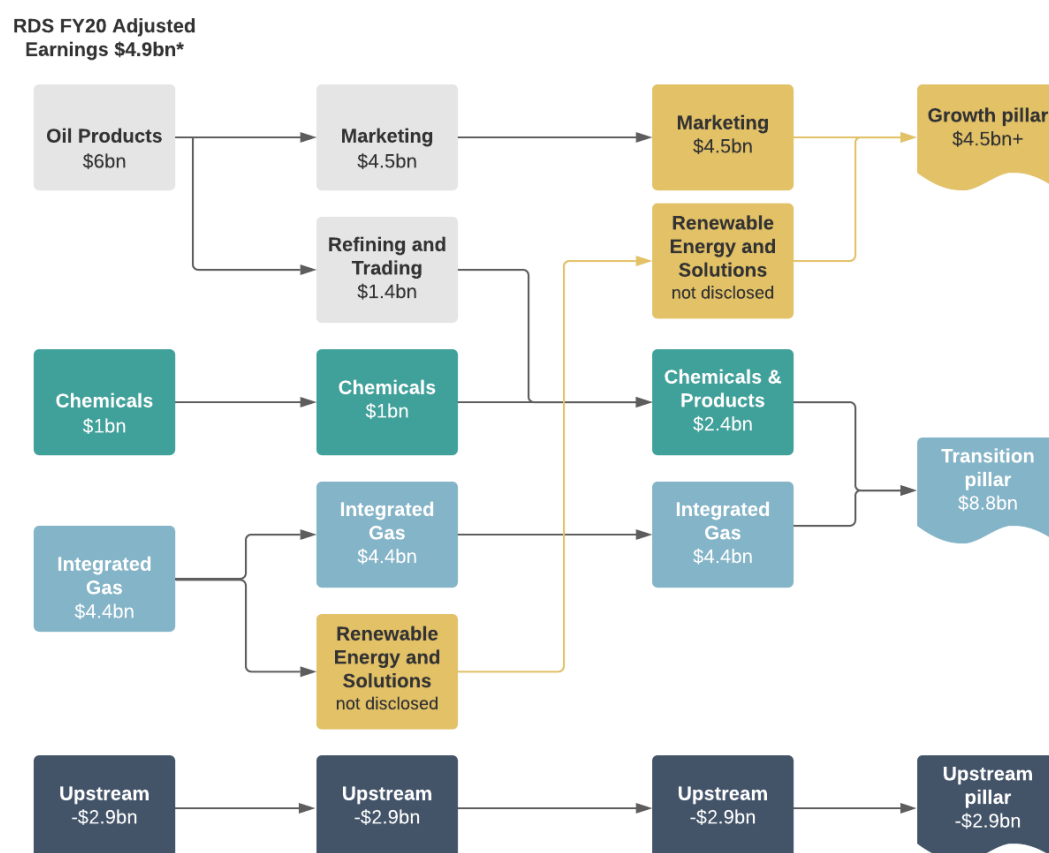 RDS FY20 Adjusted
Earnings $4.9bn*
Oil Products
$6bn
Marketing
$4.5bn
Marketing
$4.5bn
Growth pillar
$4.5bn+
Refining and
Trading
$1.4bn
Renewable
Energy and
Solutions
not disclosed
Chemicals
$1bn
Chemicals
$1bn
Chemicals &
Products
$2.4bn
Transition
pillar
$8.8bn
Integrated
Gas
$4.4bn
Integrated
Gas
$4.4bn
Integrated
Gas
$4.4bn
Renewable
Energy and
Solutions
not disclosed
Upstream
-$2.9bn
Upstream
-$2.9bn
Upstream
-$2.9bn
Upstream
pillar
-$2.9bn